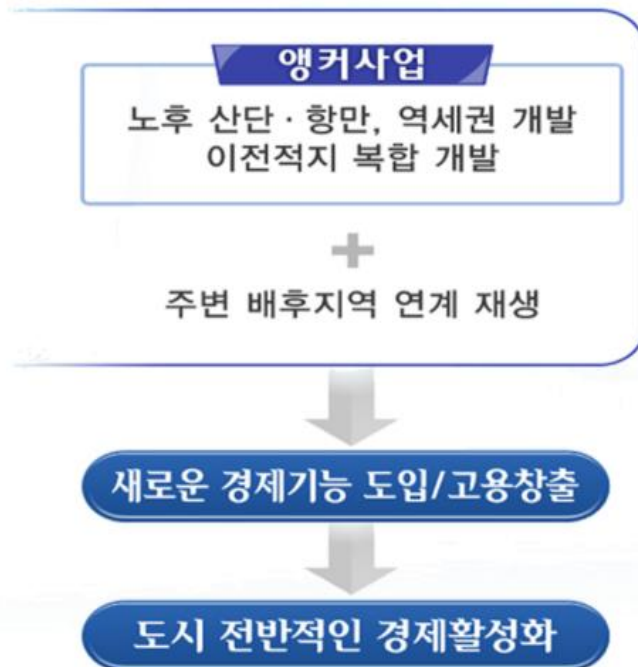 앵커사업
노후 산단 · 항만, 역세권 개발
이전적지 복합 개발
+
주변 배후지역 연계 재생
새로운 경제기능 도입/고용창출
도시 전반적인 경제활성화